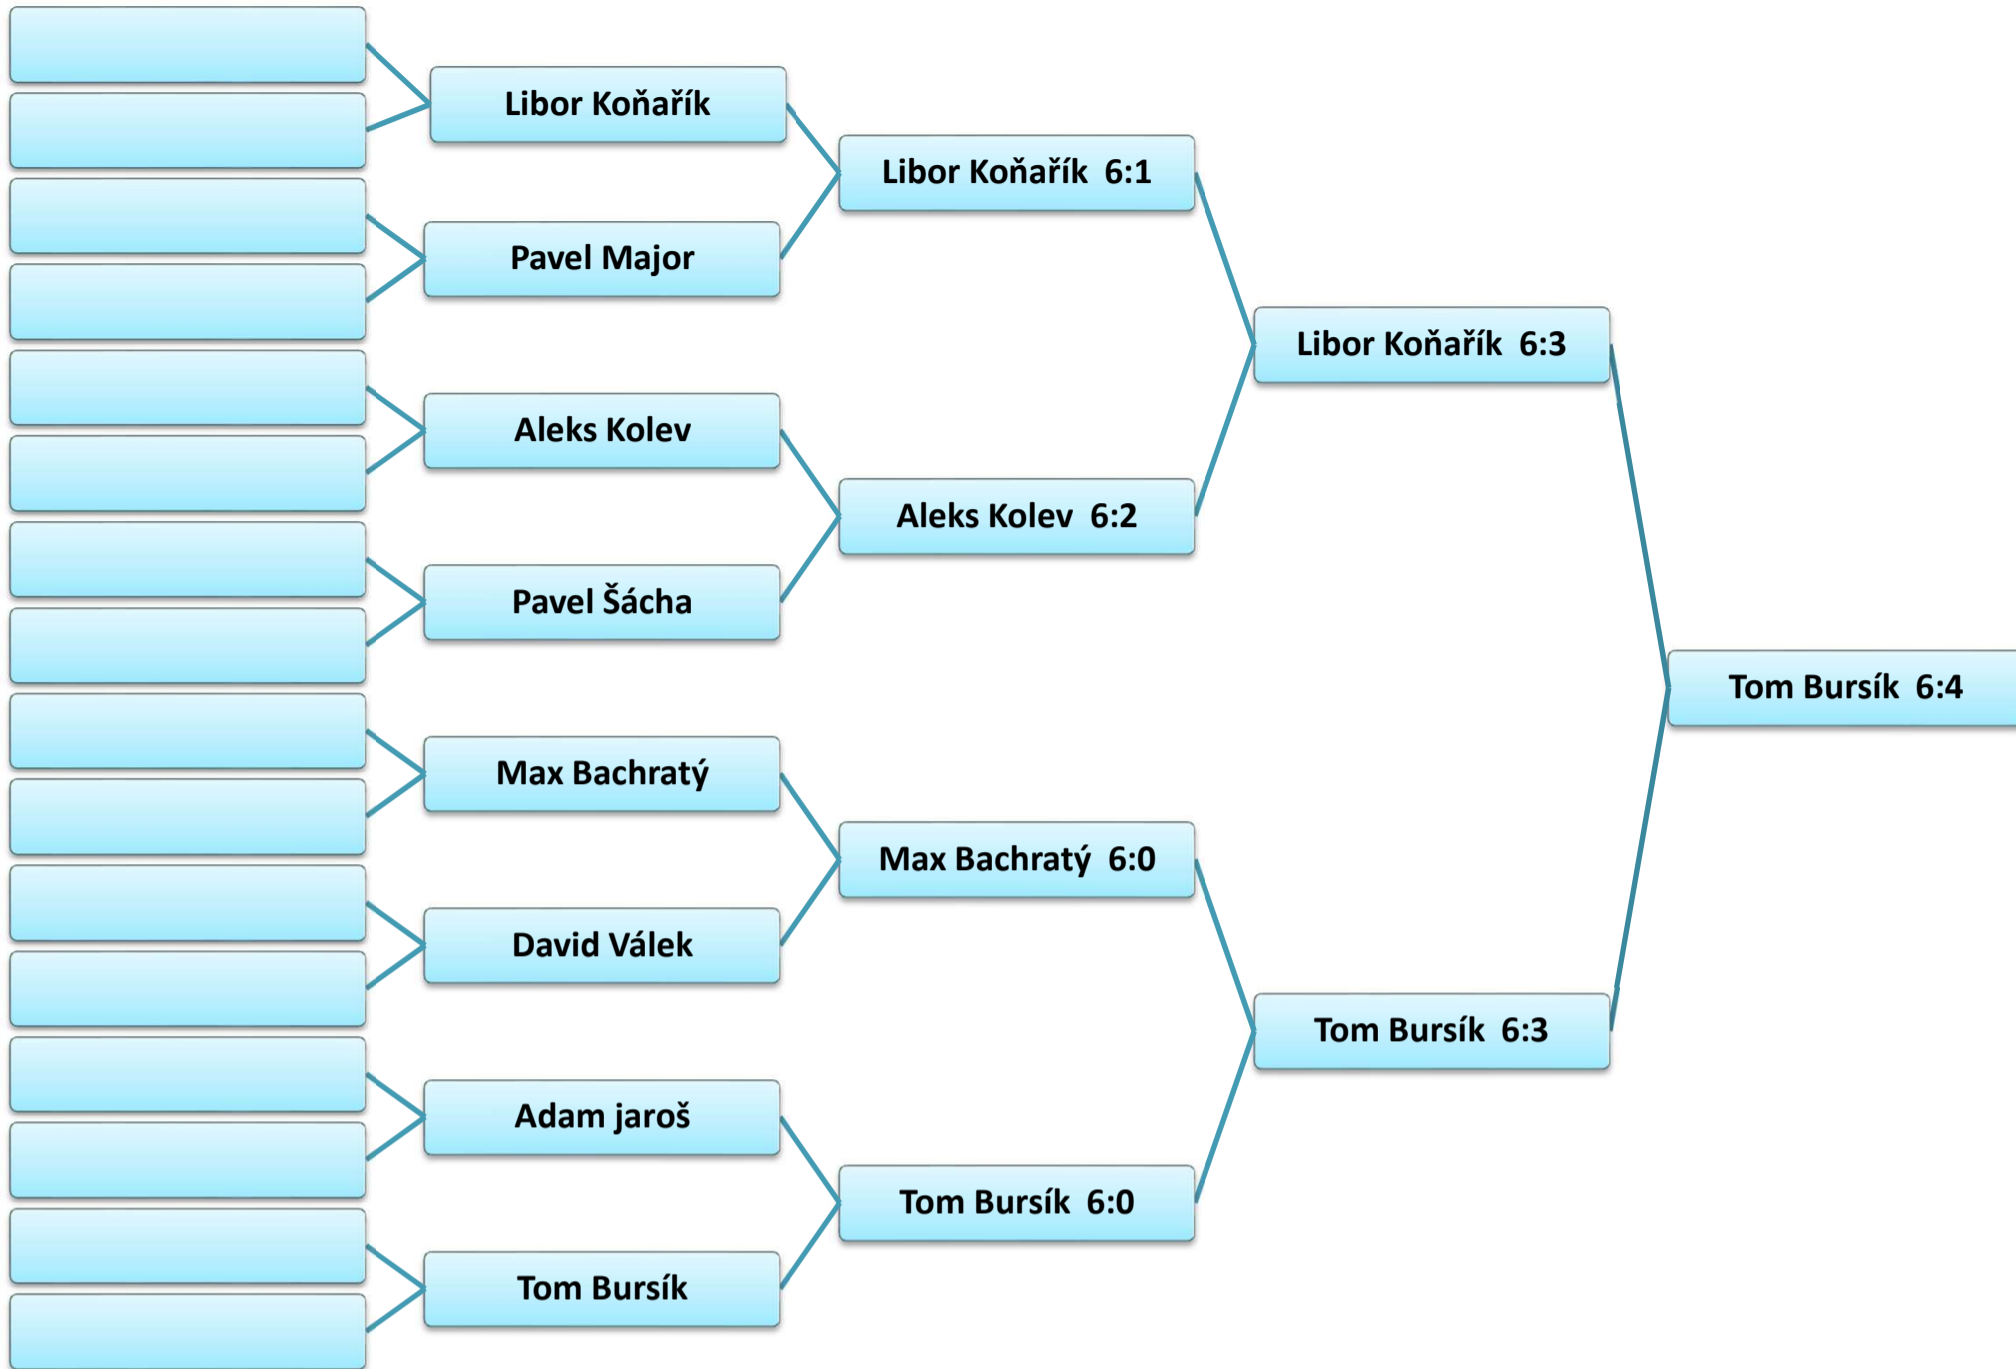 Libor Koňařík
Libor Koňařík 6:1
Pavel Major
Libor Koňařík 6:3
Aleks Kolev
Aleks Kolev 6:2
Pavel Šácha
Tom Bursík 6:4
Max Bachratý
Max Bachratý 6:0
David Válek
Tom Bursík 6:3
Adam jaroš
Tom Bursík 6:0
Tom Bursík